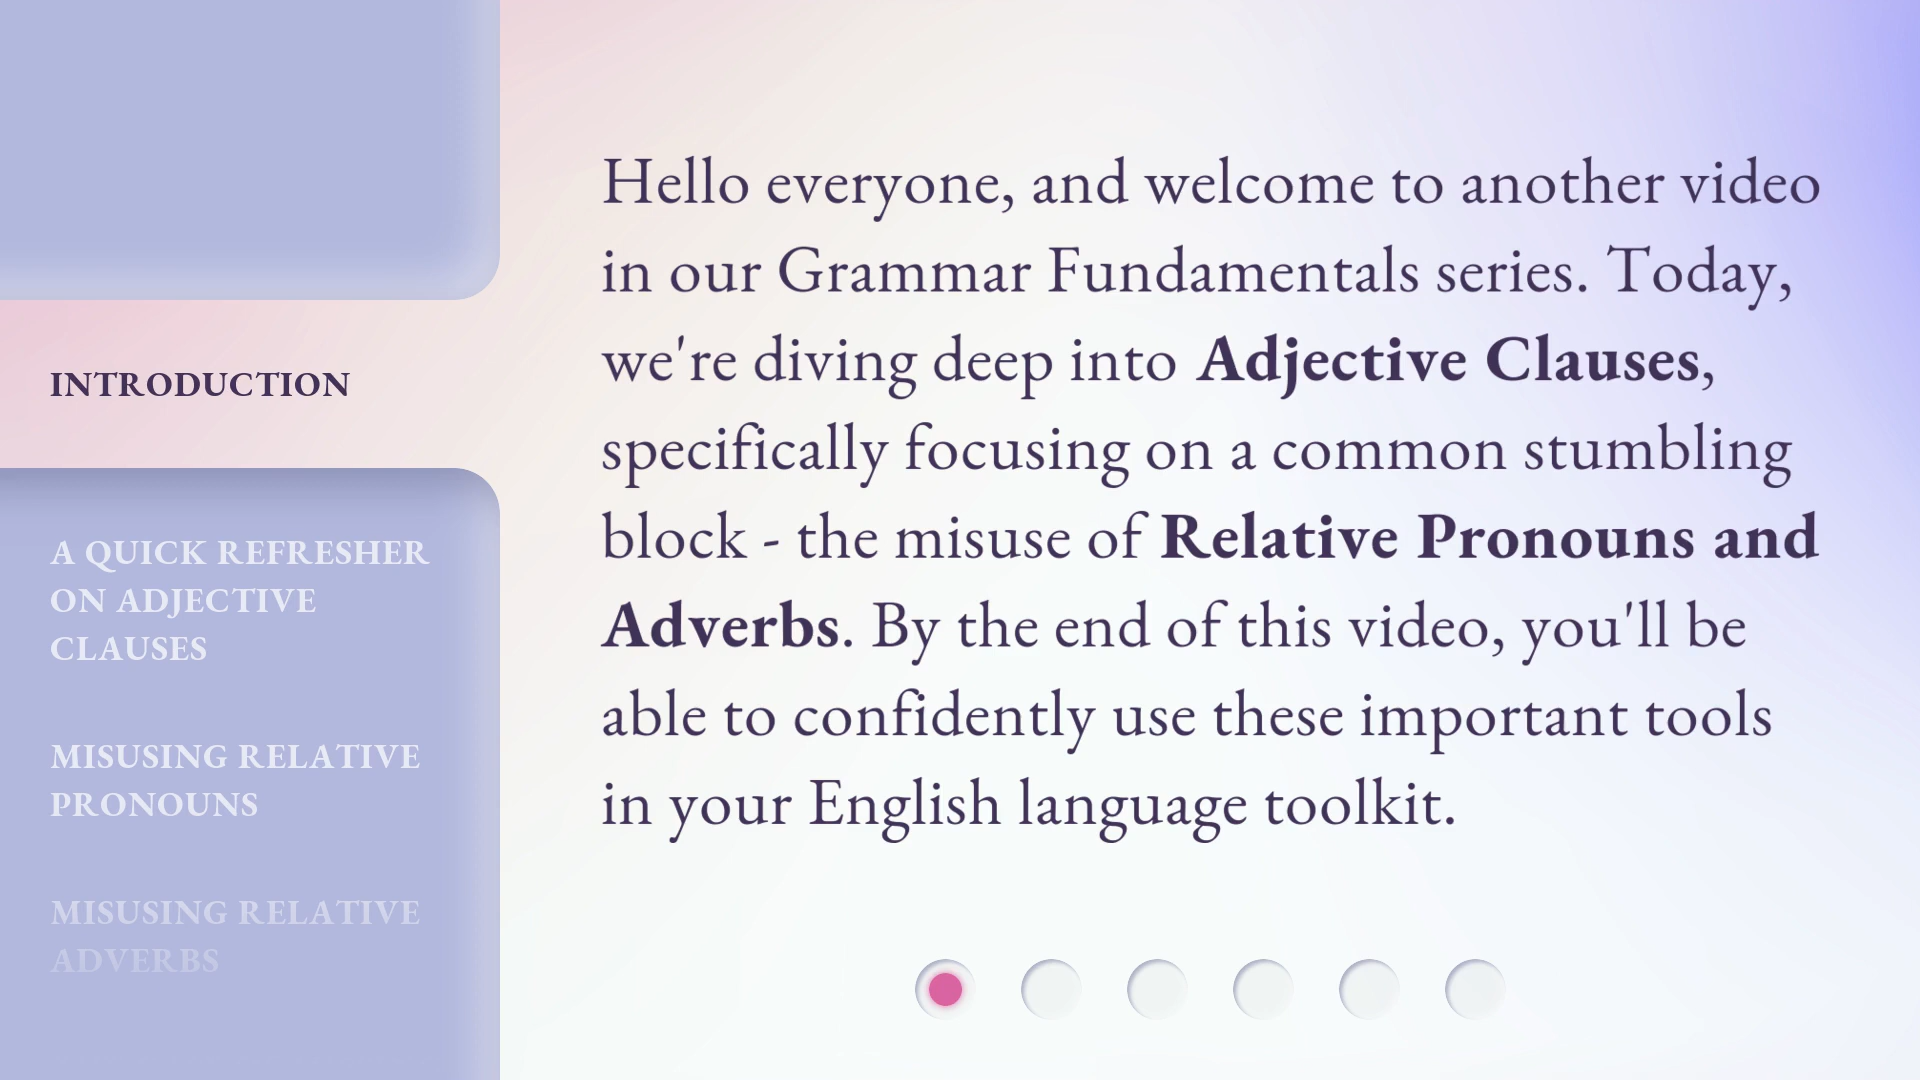 INTRODUCTION
A QUICK REFRESHER
ON ADJECTIVE
CLAUSES
MISUSING RELATIVE
PRONOUNS
MISUSING RELATIVE
ADVERBS
Hello everyone, and welcome to another video
in our Grammar Fundamentals series. Today,
we're diving deep into Adjective Clauses,
specifically focusing on a common stumbling
block - the misuse of Relative Pronouns and
Adverbs. By the end of this video, you'll be
able to confidently use these important tools
in your English language toolkit.